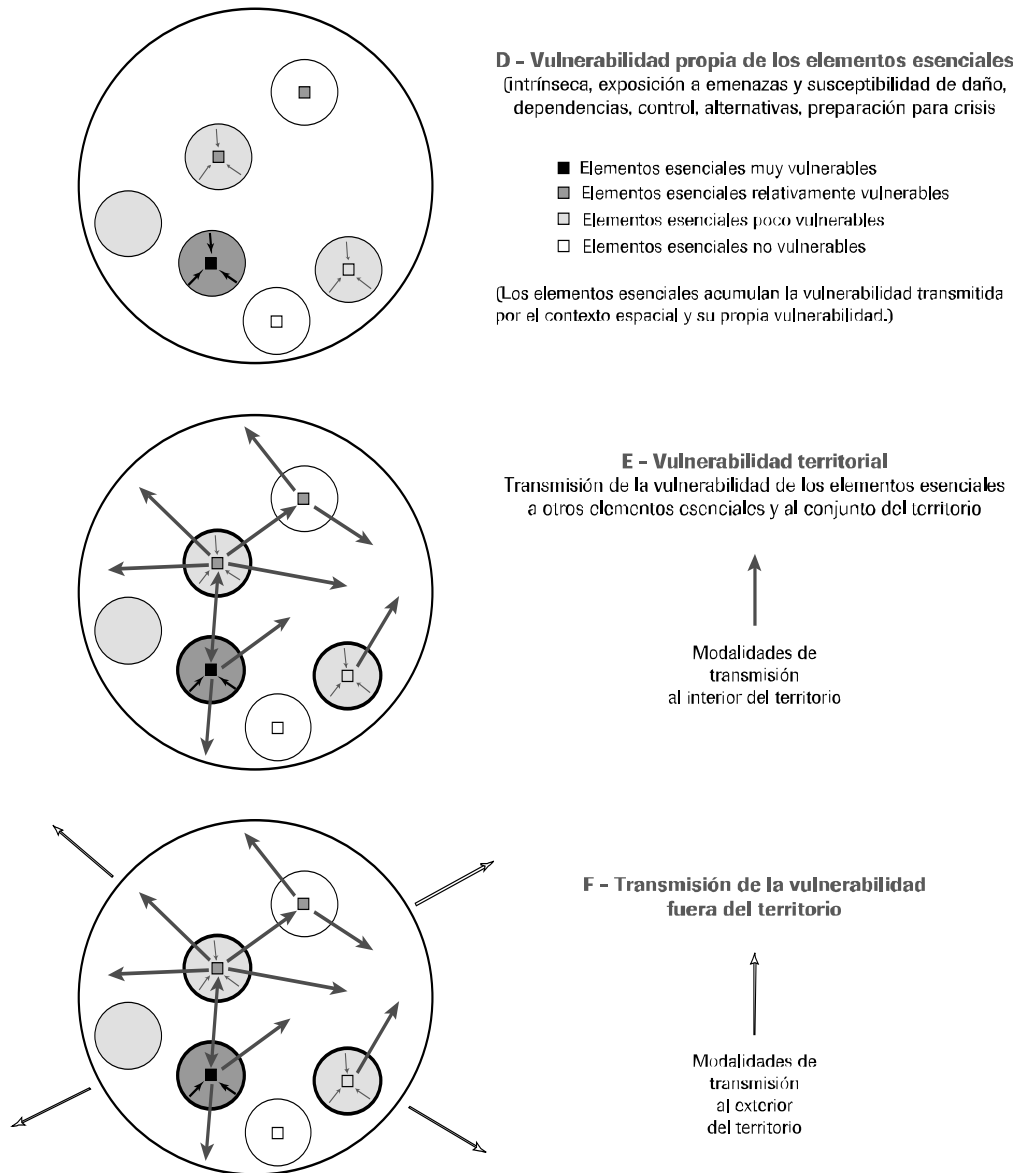 D - Vulnerabilidad propia de los elementos esenciales
(intrínseca, exposición a emenazas y susceptibilidad de daño,
dependencias, control, alternativas, preparación para crisis
Elementos esenciales muy vulnerables
Elementos esenciales relativamente vulnerables
Elementos esenciales poco vulnerables
Elementos esenciales no vulnerables
(Los elementos esenciales acumulan la vulnerabilidad transmitida
por el contexto espacial y su propia vulnerabilidad.)
E - Vulnerabilidad territorial
Transmisión de la vulnerabilidad de los elementos esenciales
a otros elementos esenciales y al conjunto del territorio
Modalidades de
transmisión
al interior del territorio
F - Transmisión de la vulnerabilidad
fuera del territorio
Modalidades de
transmisión
al exterior
del territorio